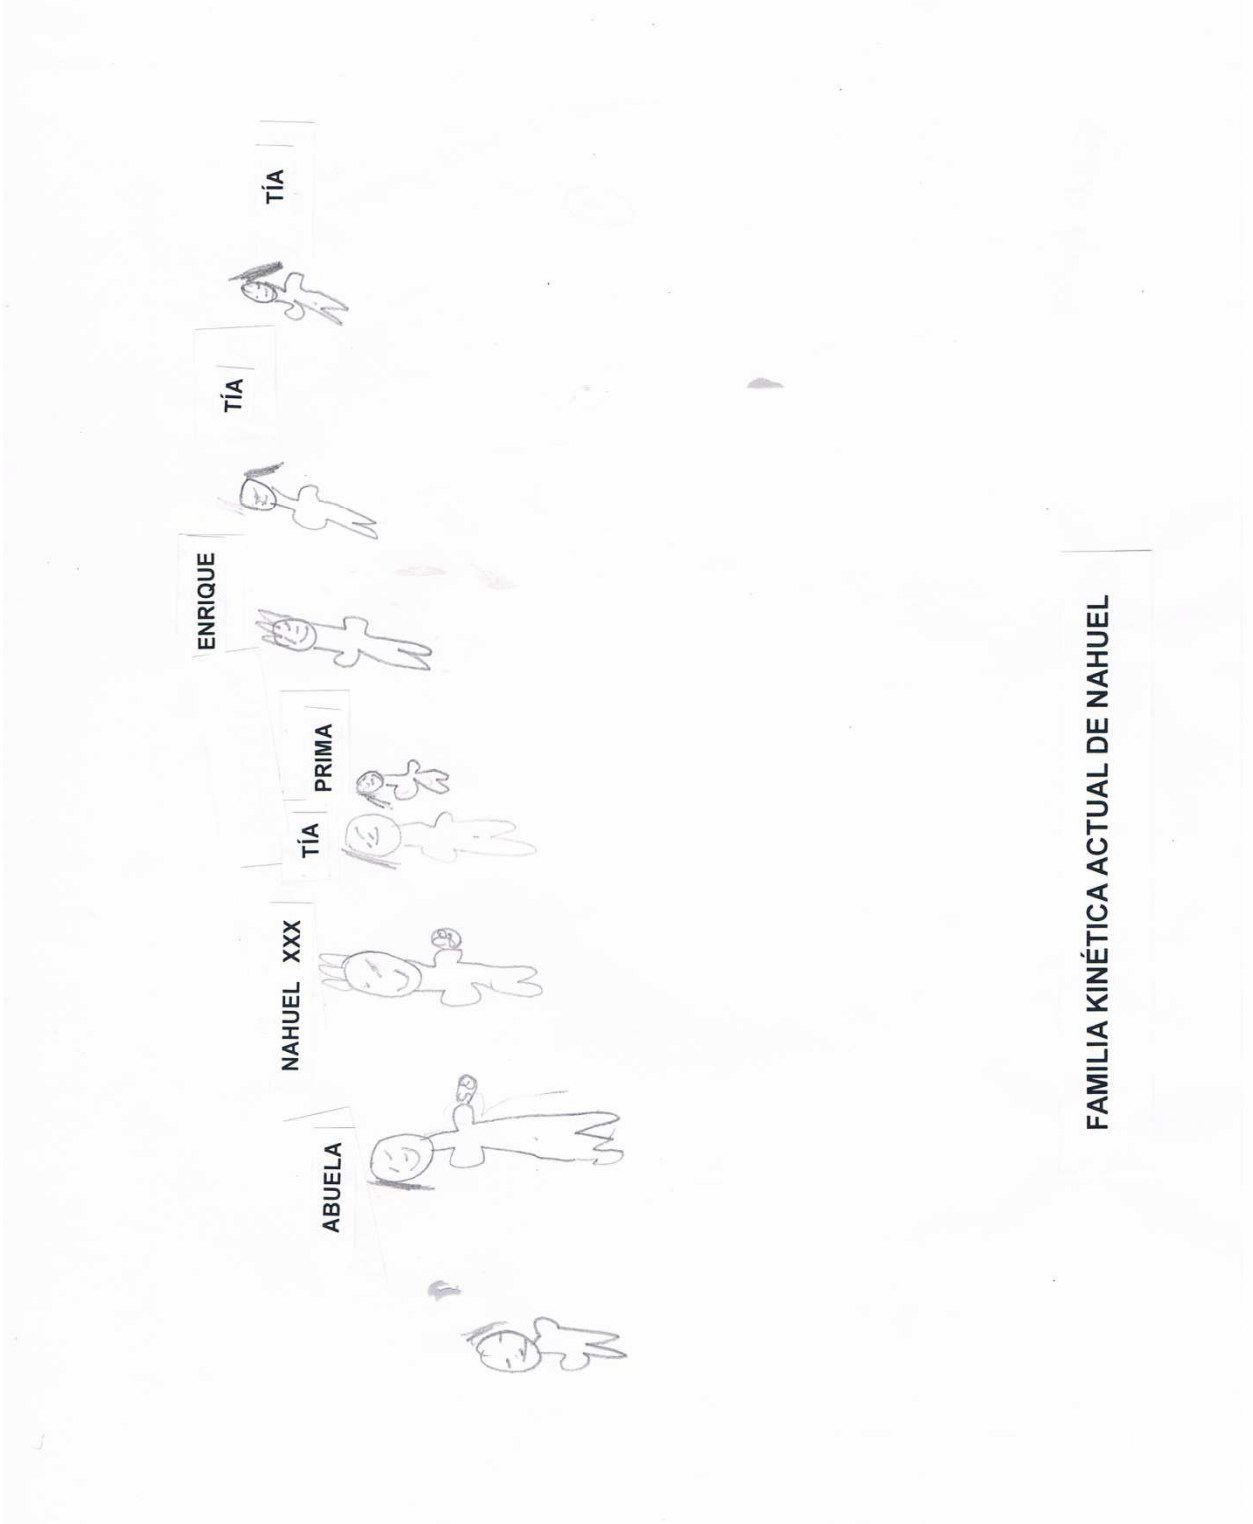 ABUELA
NAHUEL XXX
TÍA
PRIMA
ENRIQUE
TÍA
TÍA
FAMILIA KINÉTICA ACTUAL DE NAHUEL